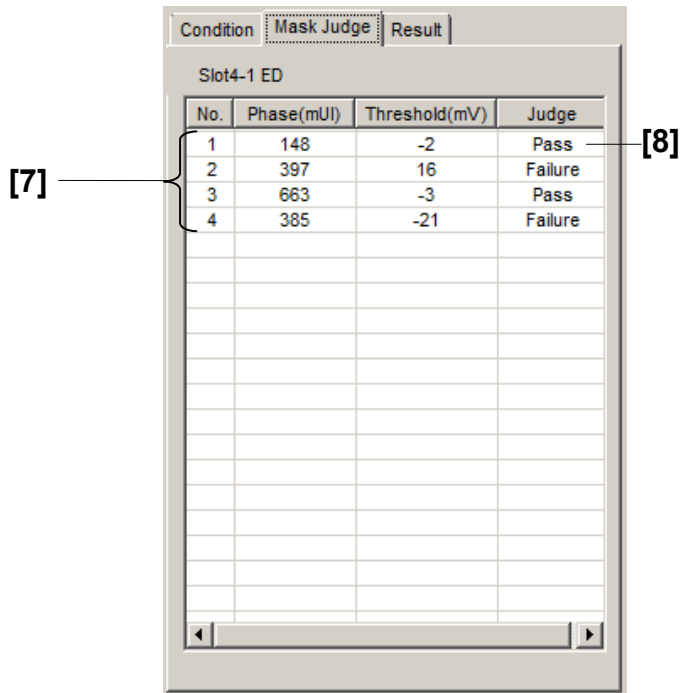 Condition Mask Judge Result
Slot4-1 ED
No. Phase(mUI) Threshold(mV) Judge
1 148 -2 Pass [8]
2 397 16 Failure
[7]
3 663 -3 Pass
4 385 -21 Failure